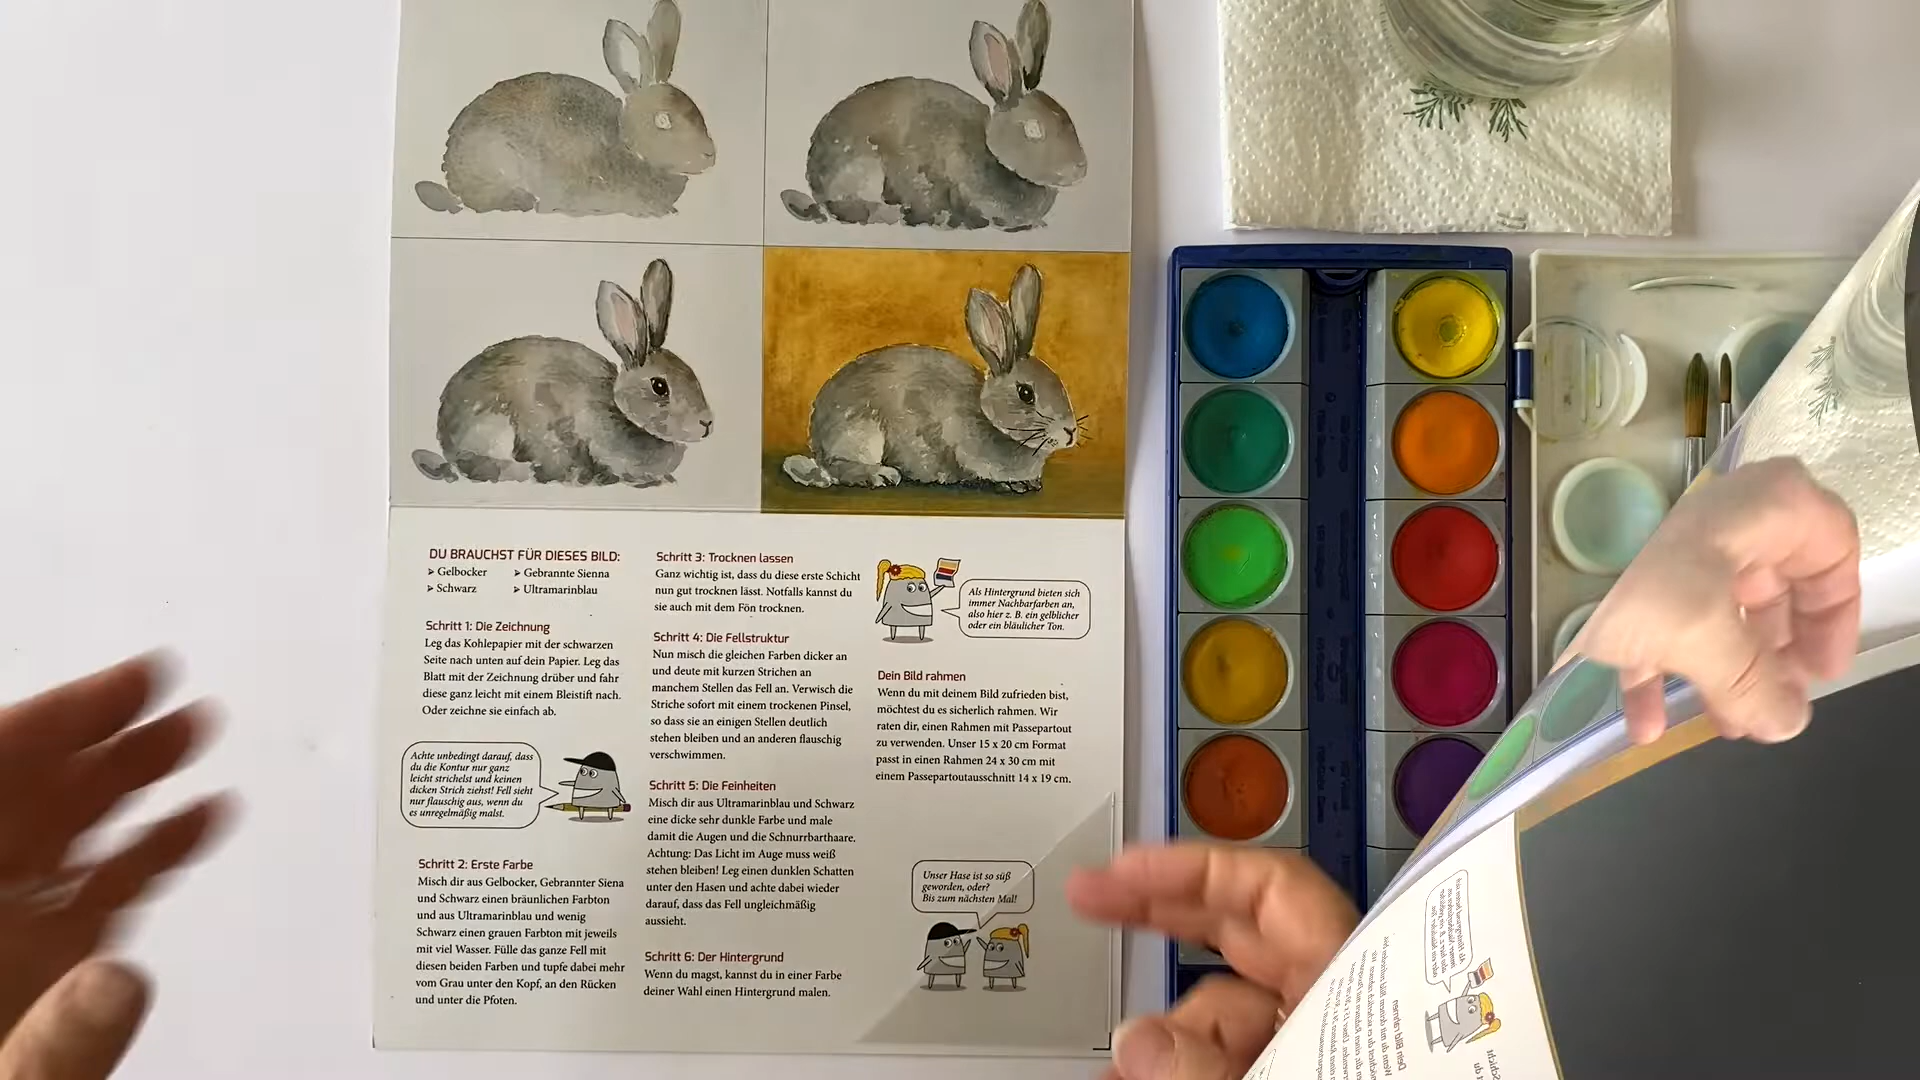 DU BRAUCHST FÜR DIESES BILD:
➢ Gelbocker ➢ Gebrannte Sienna
➢ Schwarz ➢ Ultramarinblau
Schritt 1: Die Zeichnung
Leg das Kohlepapier mit der schwarzen
Seite nach unten auf dein Papier. Leg das
Blatt mit der Zeichnung drüber und fahr
diese ganz leicht mit einem Bleistift nach.
Oder zeichne sie einfach ab.
Achte unbedingt darauf, dass
du die Kontur nur ganz
leicht strichelst und keinen
dicken Strich ziehst! Fell sieht
nur flauschig aus, wenn du
es unregelmäßig malst.
Schritt 2: Erste Farbe
Misch dir aus Gelbocker, Gebrannter Siena
und Schwarz einen bräunlichen Farbton
und aus Ultramarinblau und wenig
Schwarz einen grauen Farbton mit jeweils
mit viel Wasser. Fülle das ganze Fell mit
diesen beiden Farben und tupfe dabei mehr
vom Grau unter den Kopf, an den Rücken
und unter die Pfoten.
Schritt 3: Trocknen lassen
Ganz wichtig ist, dass du diese erste Schicht
nun gut trocknen lässt. Notfalls kannst du
sie auch mit dem Fön trocknen.
Schritt 4: Die Fellstruktur
Nun misch die gleichen Farben dicker an
und deute mit kurzen Strichen an
manchem Stellen das Fell an. Verwisch die
Striche sofort mit einem trockenen Pinsel,
so dass sie an einigen Stellen deutlich
stehen bleiben und an anderen flauschig
verschwimmen.
Schritt 5: Die Feinheiten
Misch dir aus Ultramarinblau und Schwarz
eine dicke sehr dunkle Farbe und male
damit die Augen und die Schnurrbarthaare.
Achtung: Das Licht im Auge muss weiß
stehen bleiben! Leg einen dunklen Schatten
unter den Hasen und achte dabei wieder
darauf, dass das Fell ungleichmäßig
aussieht.
Schritt 6: Der Hintergrund
Wenn du magst, kannst du in einer Farbe
deiner Wahl einen Hintergrund malen.
Als Hintergrund bieten sich
immer Nachbarfarben an,
also hier z. B. ein gelblicher
oder ein bläulicher Ton.
Dein Bild rahmen
Wenn du mit deinem Bild zufrieden bist,
möchtest du es sicherlich rahmen. Wir
raten dir, einen Rahmen mit Passepartout
zu verwenden. Unser 15 x 20 cm Format
passt in einen Rahmen 24 x 30 cm mit
einem Passepartoutausschnitt 14 x 19 cm.
Unser Hase ist so süß
geworden, oder?
Bis zum nächsten Mal!